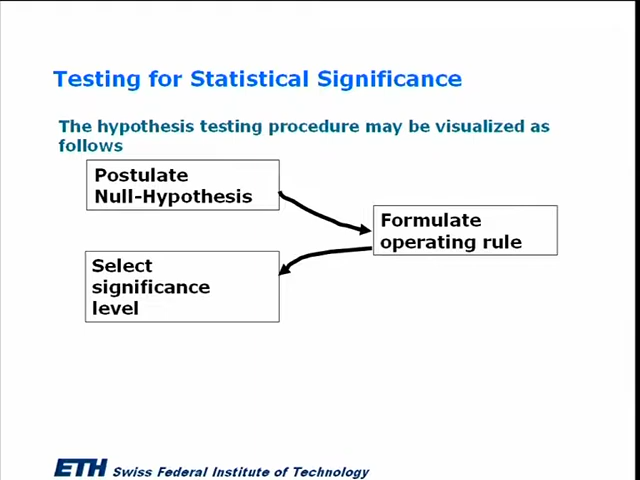 Testing for Statistical Significance
The hypothesis testing procedure may be visualized as
follows
Postulate
Null-Hypothesis
Formulate
operating rule
Select
significance
level
ETH Swiss Federal Institute of Technology